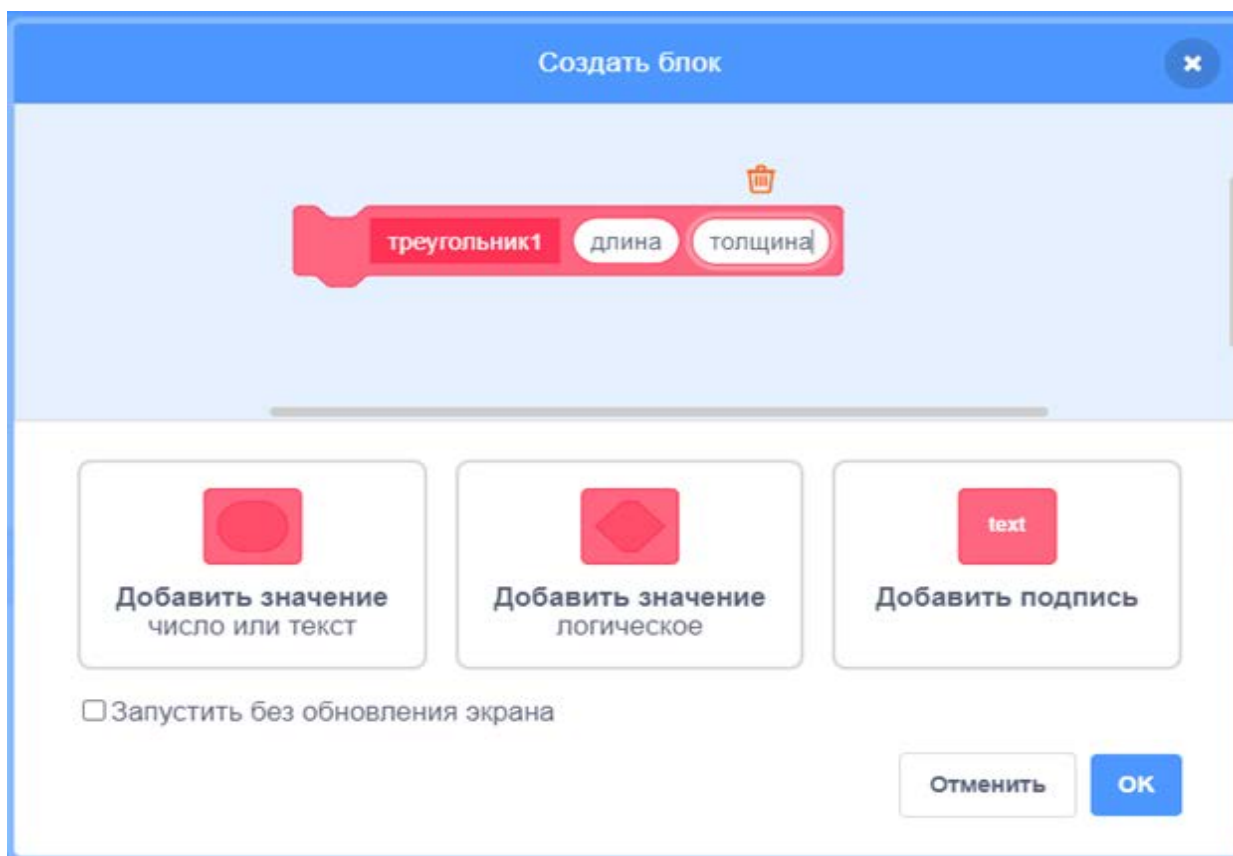 Создать блок
треугольник1 длина толщина
text
Добавить значение
число или текст
Добавить значение
логическое
Добавить подпись
Запустить без обновления экрана
Отменить
ОК